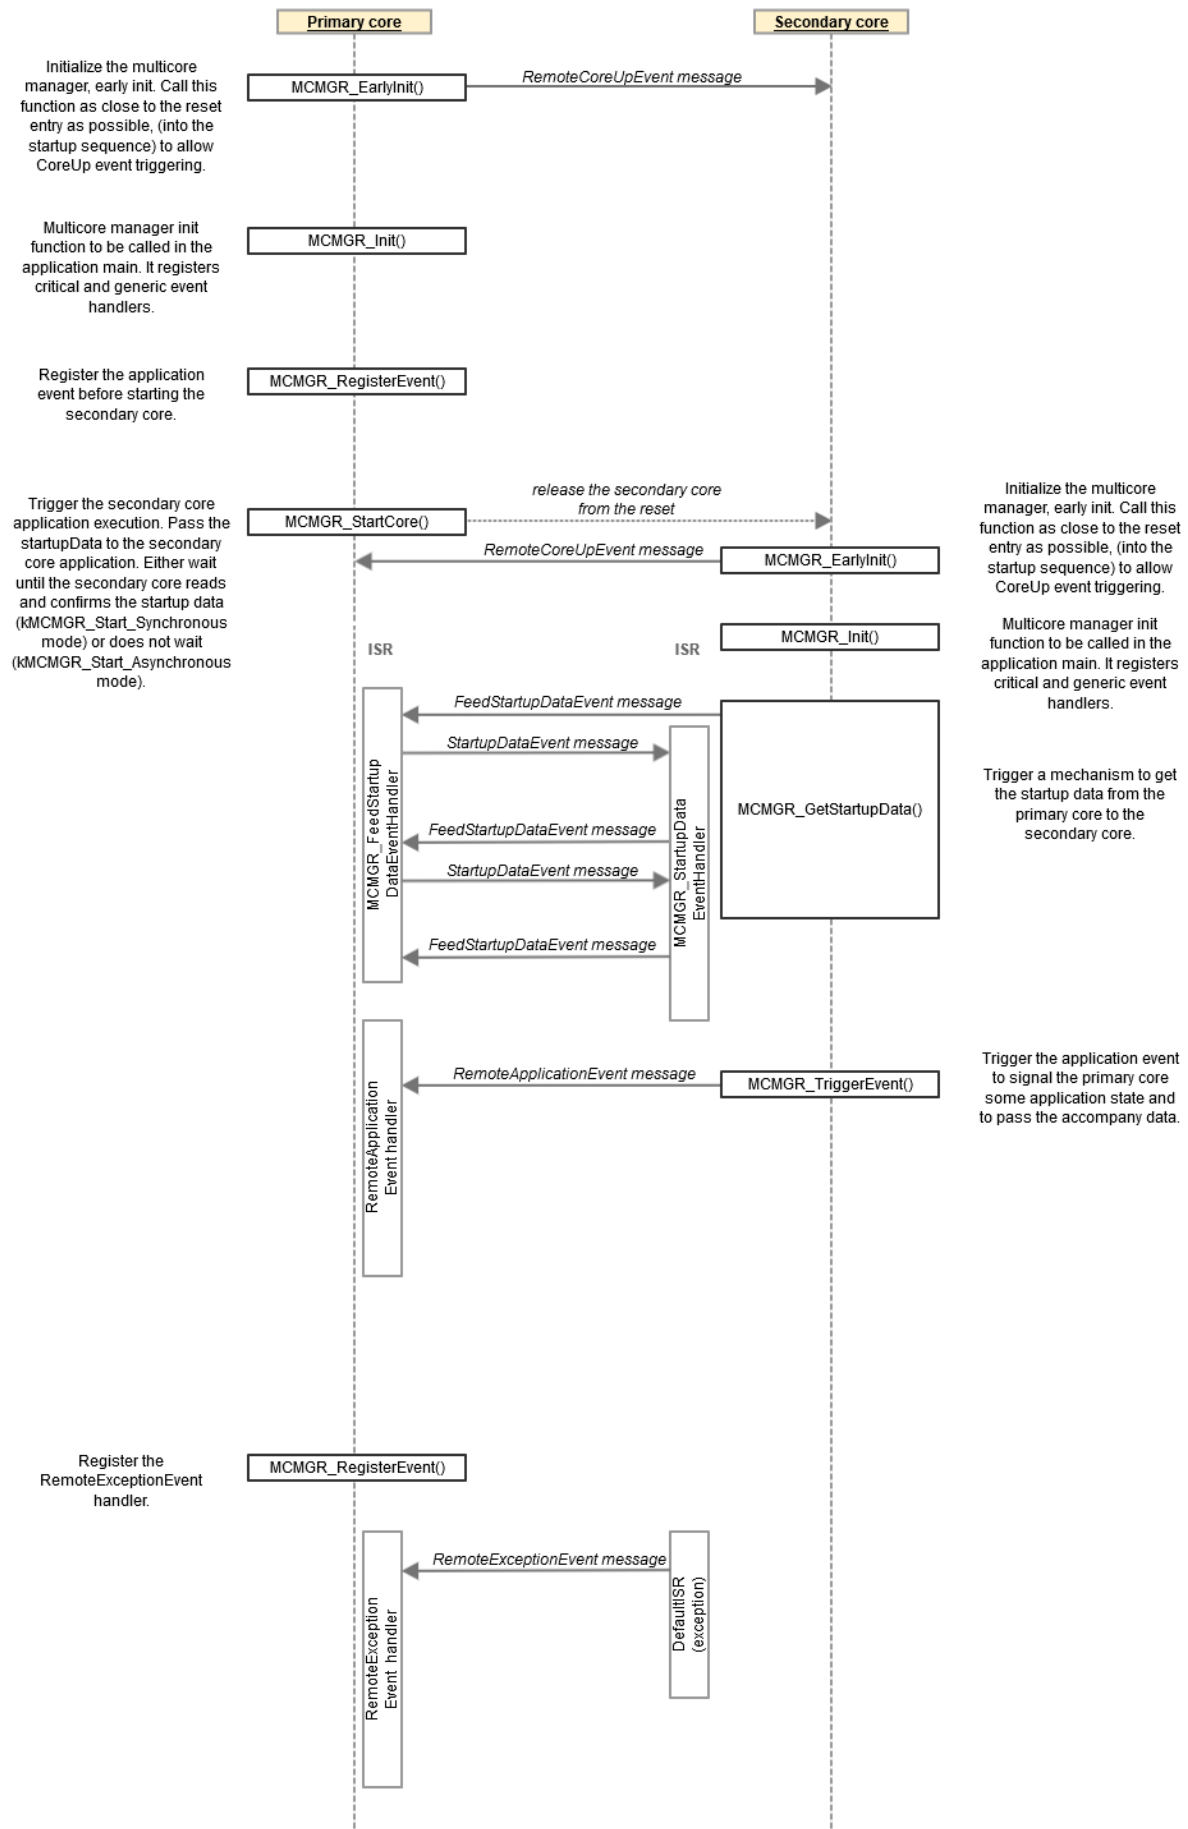 Primary core
Secondary core
Initialize the multicore
manager, early init. Call this
function as close to the reset
entry as possible, (into the
startup sequence) to allow
CoreUp event triggering.
MCMGR_EarlyInit()
RemoteCoreUpEvent message
Multicore manager init
function to be called in the
application main. It registers
critical and generic event
handlers.
MCMGR_Init()
Register the application
event before starting the
secondary core.
MCMGR_RegisterEvent()
Trigger the secondary core
application execution. Pass the
startupData to the secondary
core application. Either wait
until the secondary core reads
and confirms the startup data
(kMCMGR_Start_Synchronous
mode) or does not wait
(kMCMGR_Start_Asynchronous
mode).
MCMGR_StartCore()
release the secondary core
from the reset
RemoteCoreUpEvent message
MCMGR_EarlyInit()
Initialize the multicore
manager, early init. Call this
function as close to the reset
entry as possible, (into the
startup sequence) to allow
CoreUp event triggering.
MCMGR_Init()
Multicore manager init
function to be called in the
application main. It registers
critical and generic event
handlers.
ISR
ISR
FeedStartupDataEvent message
StartupDataEvent message
FeedStartupDataEvent message
StartupDataEvent message
FeedStartupDataEvent message
MCMGR_FeedStartup
DataEventHandler
MCMGR_StartupData
EventHandler
MCMGR_GetStartupData()
Trigger a mechanism to get
the startup data from the
primary core to the
secondary core.
RemoteApplication
Event handler
RemoteApplicationEvent message
MCMGR_TriggerEvent()
Trigger the application event
to signal the primary core
some application state and
to pass the accompany data.
Register the
RemoteExceptionEvent
handler.
MCMGR_RegisterEvent()
RemoteExceptionEvent message
RemoteException
Event handler
DefaultISR
(exception)